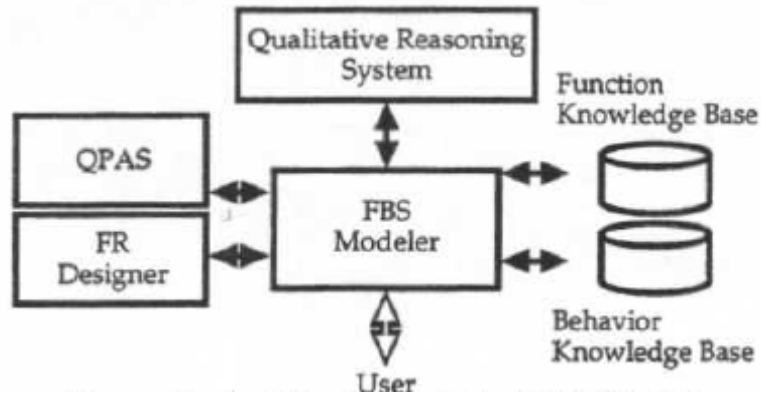 Qualitative Reasoning
System
Function
Knowledge Base
QPAS
FBS
Modeler
FR
Designer
Behavior
Knowledge Base
User